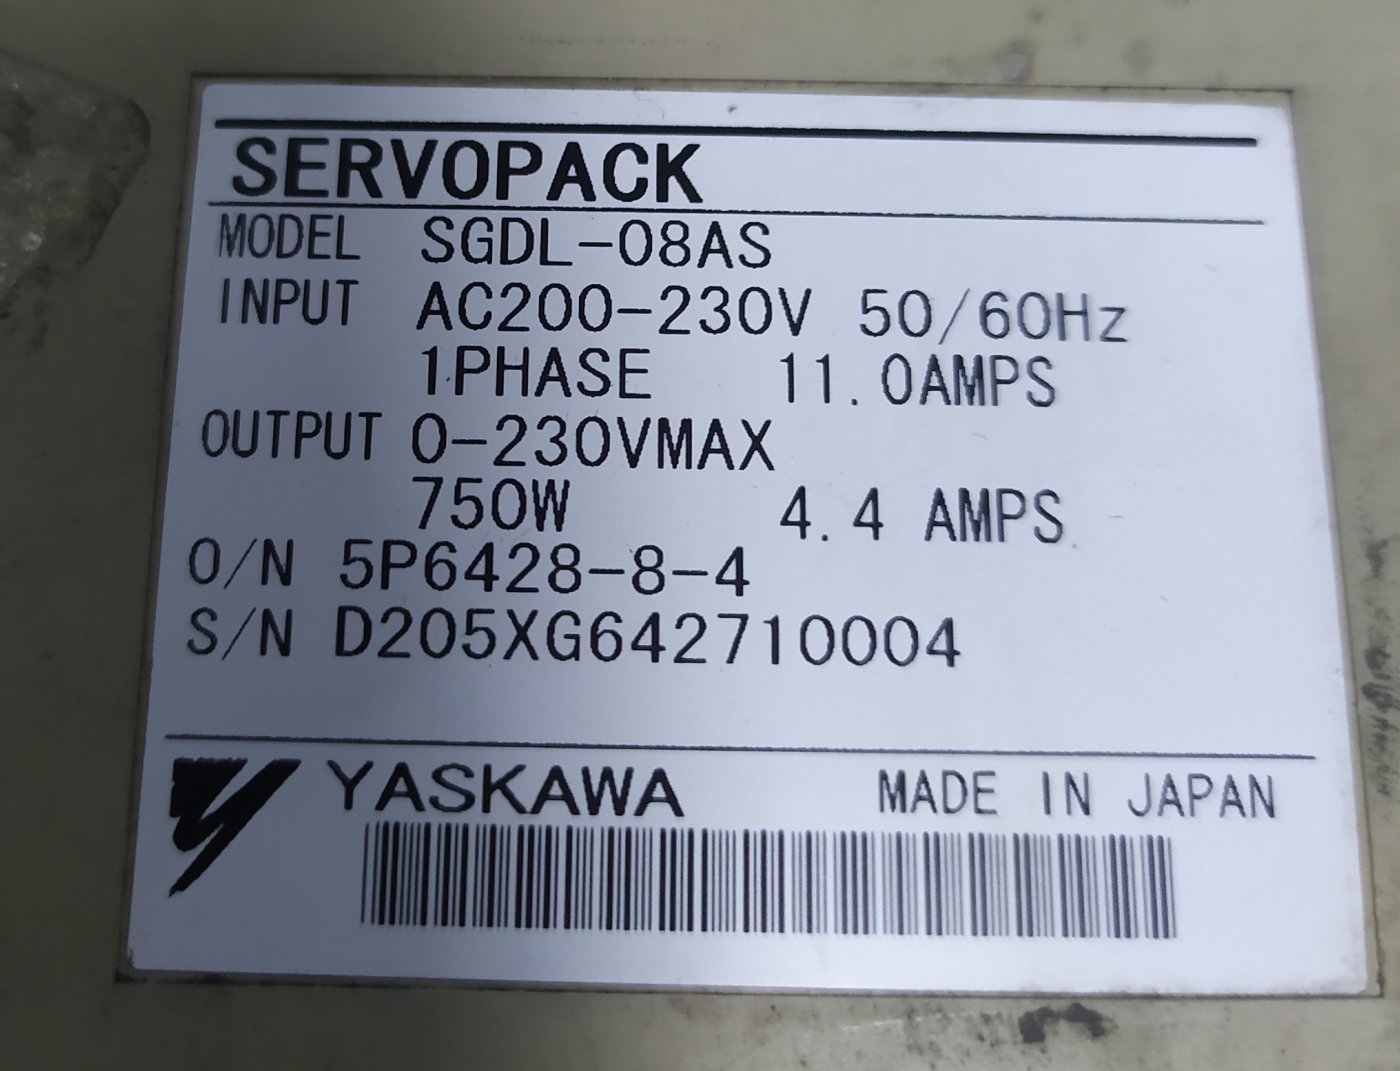 SERVOPACK
MODEL SGDL-08AS
INPUT AC200-230V 50/60Hz
1PHASE 11.0AMPS
OUTPUT 0-230VMAX
750W 4.4 AMPS
O/N 5P6428-8-4
S/N D205XG642710004
YASKAWA MADE IN JAPAN